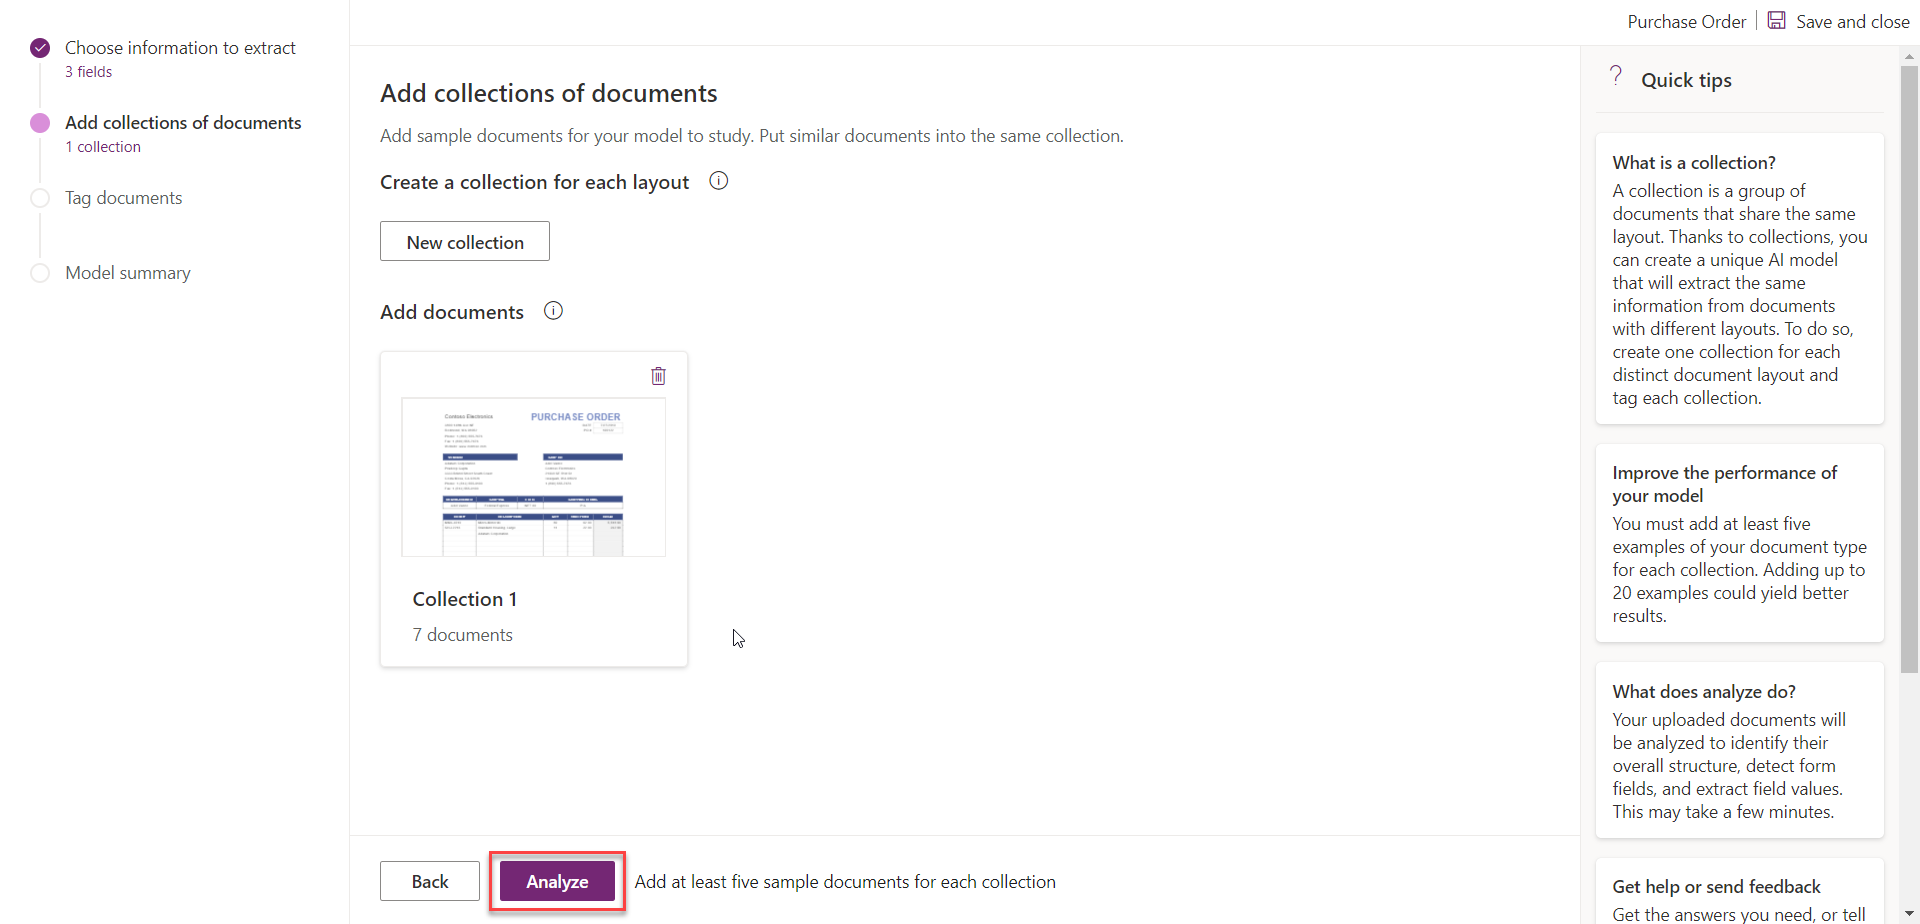 Purchase Order
Save and close
Choose information to extract
3 fields
Add collections of documents
1 collection
Tag documents
Model summary
Add collections of documents
Add sample documents for your model to study. Put similar documents into the same collection.
Create a collection for each layout
New collection
Add documents
Contoso Electronics
PURCHASE ORDER
Collection 1
7 documents
Back
Analyze
Add at least five sample documents for each collection
Quick tips
What is a collection?
A collection is a group of
documents that share the same
layout. Thanks to collections, you
can create a unique AI model
that will extract the same
information from documents
with different layouts. To do so,
create one collection for each
distinct document layout and
tag each collection.
Improve the performance of
your model
You must add at least five
examples of your document type
for each collection. Adding up to
20 examples could yield better
results.
What does analyze do?
Your uploaded documents will
be analyzed to identify their
overall structure, detect form
fields, and extract field values.
This may take a few minutes.
Get help or send feedback
Get the answers you need, or tell